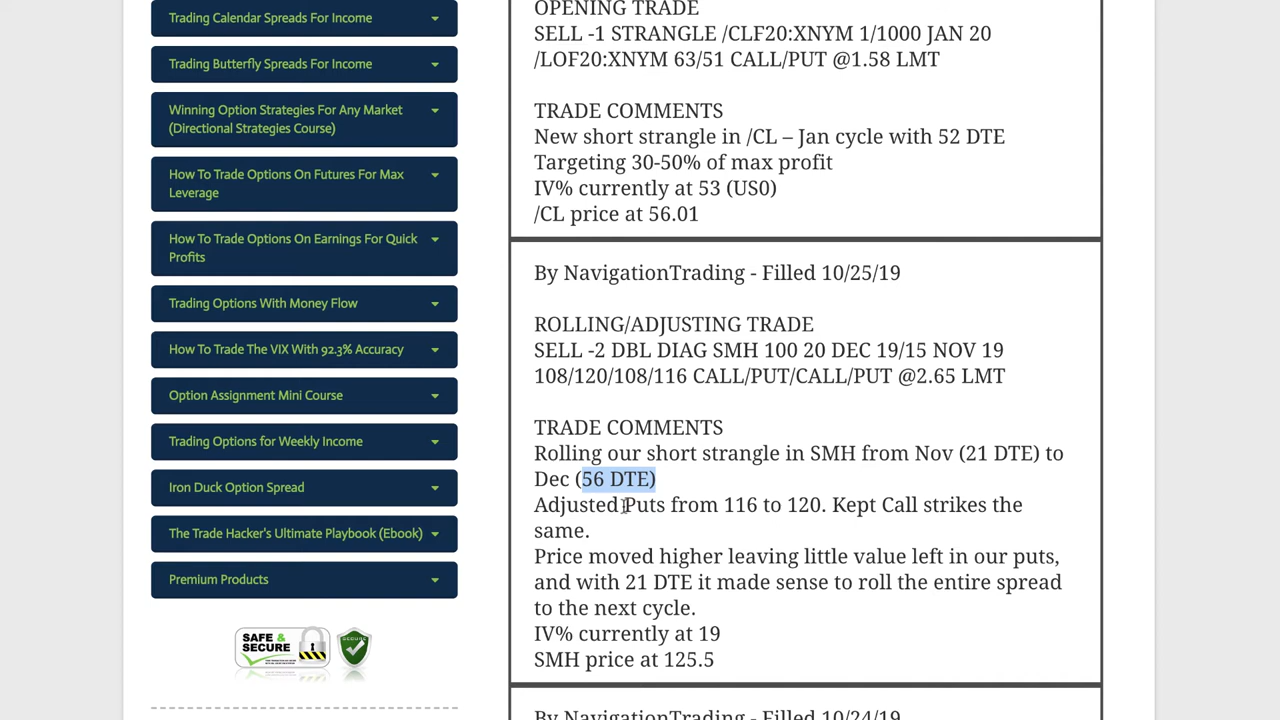 Trading Calendar Spreads For Income
Trading Butterfly Spreads For Income
Winning Option Strategies For Any Market
(Directional Strategies Course)
How To Trade Options On Futures For Max
Leverage
How To Trade Options On Earnings For Quick
Profits
Trading Options With Money Flow
How To Trade The VIX With 92.3% Accuracy
Option Assignment Mini Course
Trading Options for Weekly Income
Iron Duck Option Spread
The Trade Hacker's Ultimate Playbook (Ebook)
Premium Products
SAFE &
SECURE
OPENING TRADE
SELL -1 STRANGLE /CLF20:XNYM 1/1000 JAN 20
/LOF20:XNYM 63/51 CALL/PUT @1.58 LMT
TRADE COMMENTS
New short strangle in /CL – Jan cycle with 52 DTE
Targeting 30-50% of max profit
IV% currently at 53 (US0)
/CL price at 56.01
By NavigationTrading - Filled 10/25/19
ROLLING/ADJUSTING TRADE
SELL -2 DBL DIAG SMH 100 20 DEC 19/15 NOV 19
108/120/108/116 CALL/PUT/CALL/PUT @2.65 LMT
TRADE COMMENTS
Rolling our short strangle in SMH from Nov (21 DTE) to
Dec (56 DTE)
Adjusted Puts from 116 to 120. Kept Call strikes the
same.
Price moved higher leaving little value left in our puts,
and with 21 DTE it made sense to roll the entire spread
to the next cycle.
IV% currently at 19
SMH price at 125.5
By NavigationTrading - Filled 10/24/19